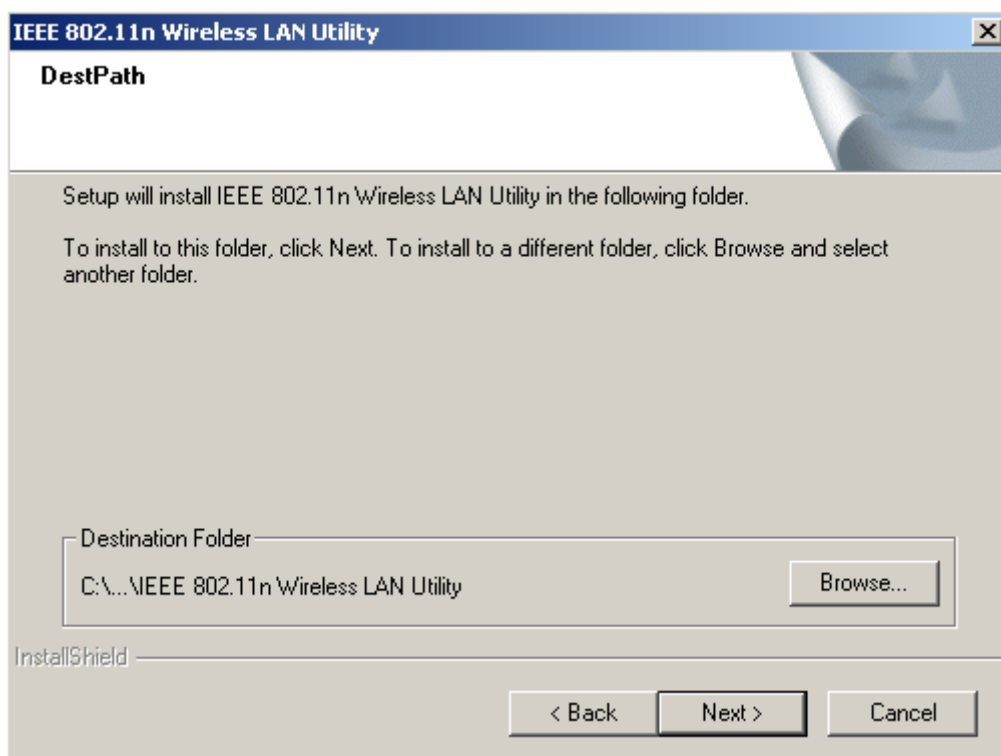 IEEE 802.11n Wireless LAN Utility
DestPath
Setup will install IEEE 802.11n Wireless LAN Utility in the following folder.
To install to this folder, click Next. To install to a different folder, click Browse and select
another folder.
Destination Folder
C:\...\IEEE 802.11n Wireless LAN Utility
Browse...
InstallShield
< Back
Next >
Cancel